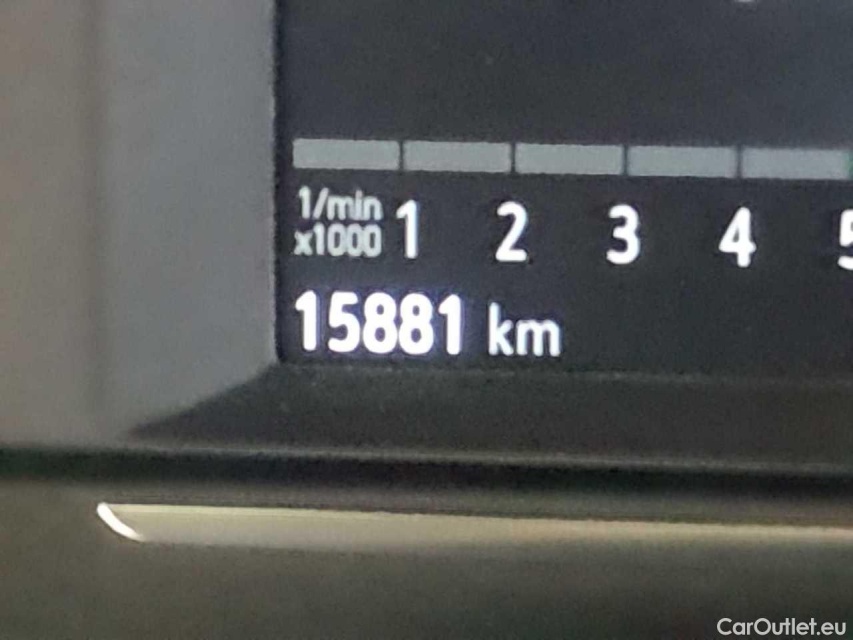 1/min
x1000 1 2 3 4 5
15881 km
CarOutlet.eu